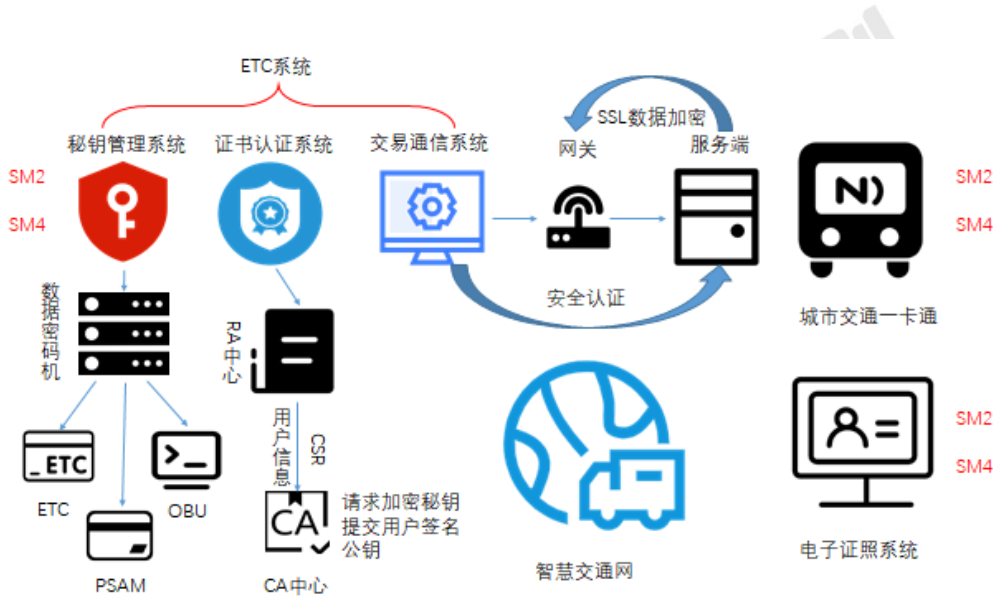 ETC系统
秘钥管理系统
证书认证系统
交易通信系统
SSL数据加密
网关
服务端
SM2
SM4
SM2
SM4
数据密码机
RA中心
安全认证
城市交通一卡通
_ETC
ETC
OBU
PSAM
用户信息
CSR
CA
请求加密秘钥
提交用户签名
公钥
CA中心
智慧交通网
SM2
SM4
电子证照系统